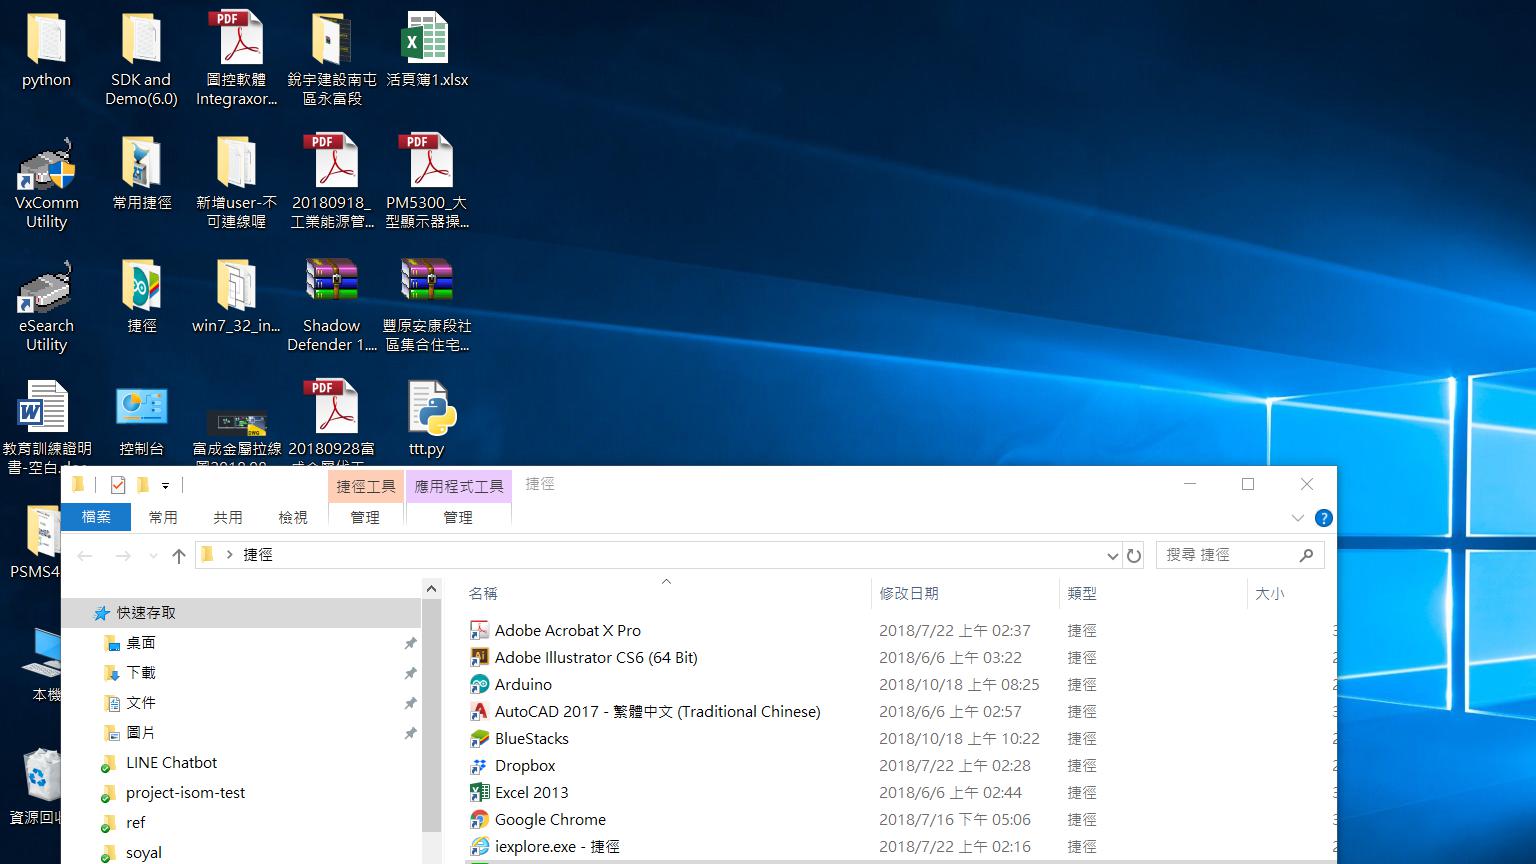 python
SDK and
Demo(6.0)
圖控軟體
Integraxor...
銳宇建設南屯
區永富段
活頁簿1.xlsx
VxComm
Utility
常用捷徑
新增user-不
可連線喔
20180918_
工業能源管...
PM5300_大
型顯示器操...
eSearch
Utility
捷徑
win7_32_in...
Shadow
Defender 1....
豐原安康段社
區集合住宅...
教育訓練證明
書-空白.doc
控制台
富成金屬拉線
20180928富
ttt.py
PSMS4
本機
資源回收
捷徑工具
應用程式工具
捷徑
檔案
常用
共用
檢視
管理
管理
捷徑
搜尋 捷徑
快速存取
桌面
下載
文件
圖片
LINE Chatbot
project-isom-test
ref
soyal
名稱
修改日期
類型
大小
Adobe Acrobat X Pro
2018/7/22 上午 02:37
捷徑
Adobe Illustrator CS6 (64 Bit)
2018/6/6 上午 03:22
捷徑
Arduino
2018/10/18 上午 08:25
捷徑
AutoCAD 2017 - 繁體中文 (Traditional Chinese)
2018/6/6 上午 02:57
捷徑
BlueStacks
2018/10/18 上午 10:22
捷徑
Dropbox
2018/7/22 上午 02:28
捷徑
Excel 2013
2018/6/6 上午 02:44
捷徑
Google Chrome
2018/7/16 下午 05:06
捷徑
iexplore.exe - 捷徑
2018/7/22 上午 02:16
捷徑